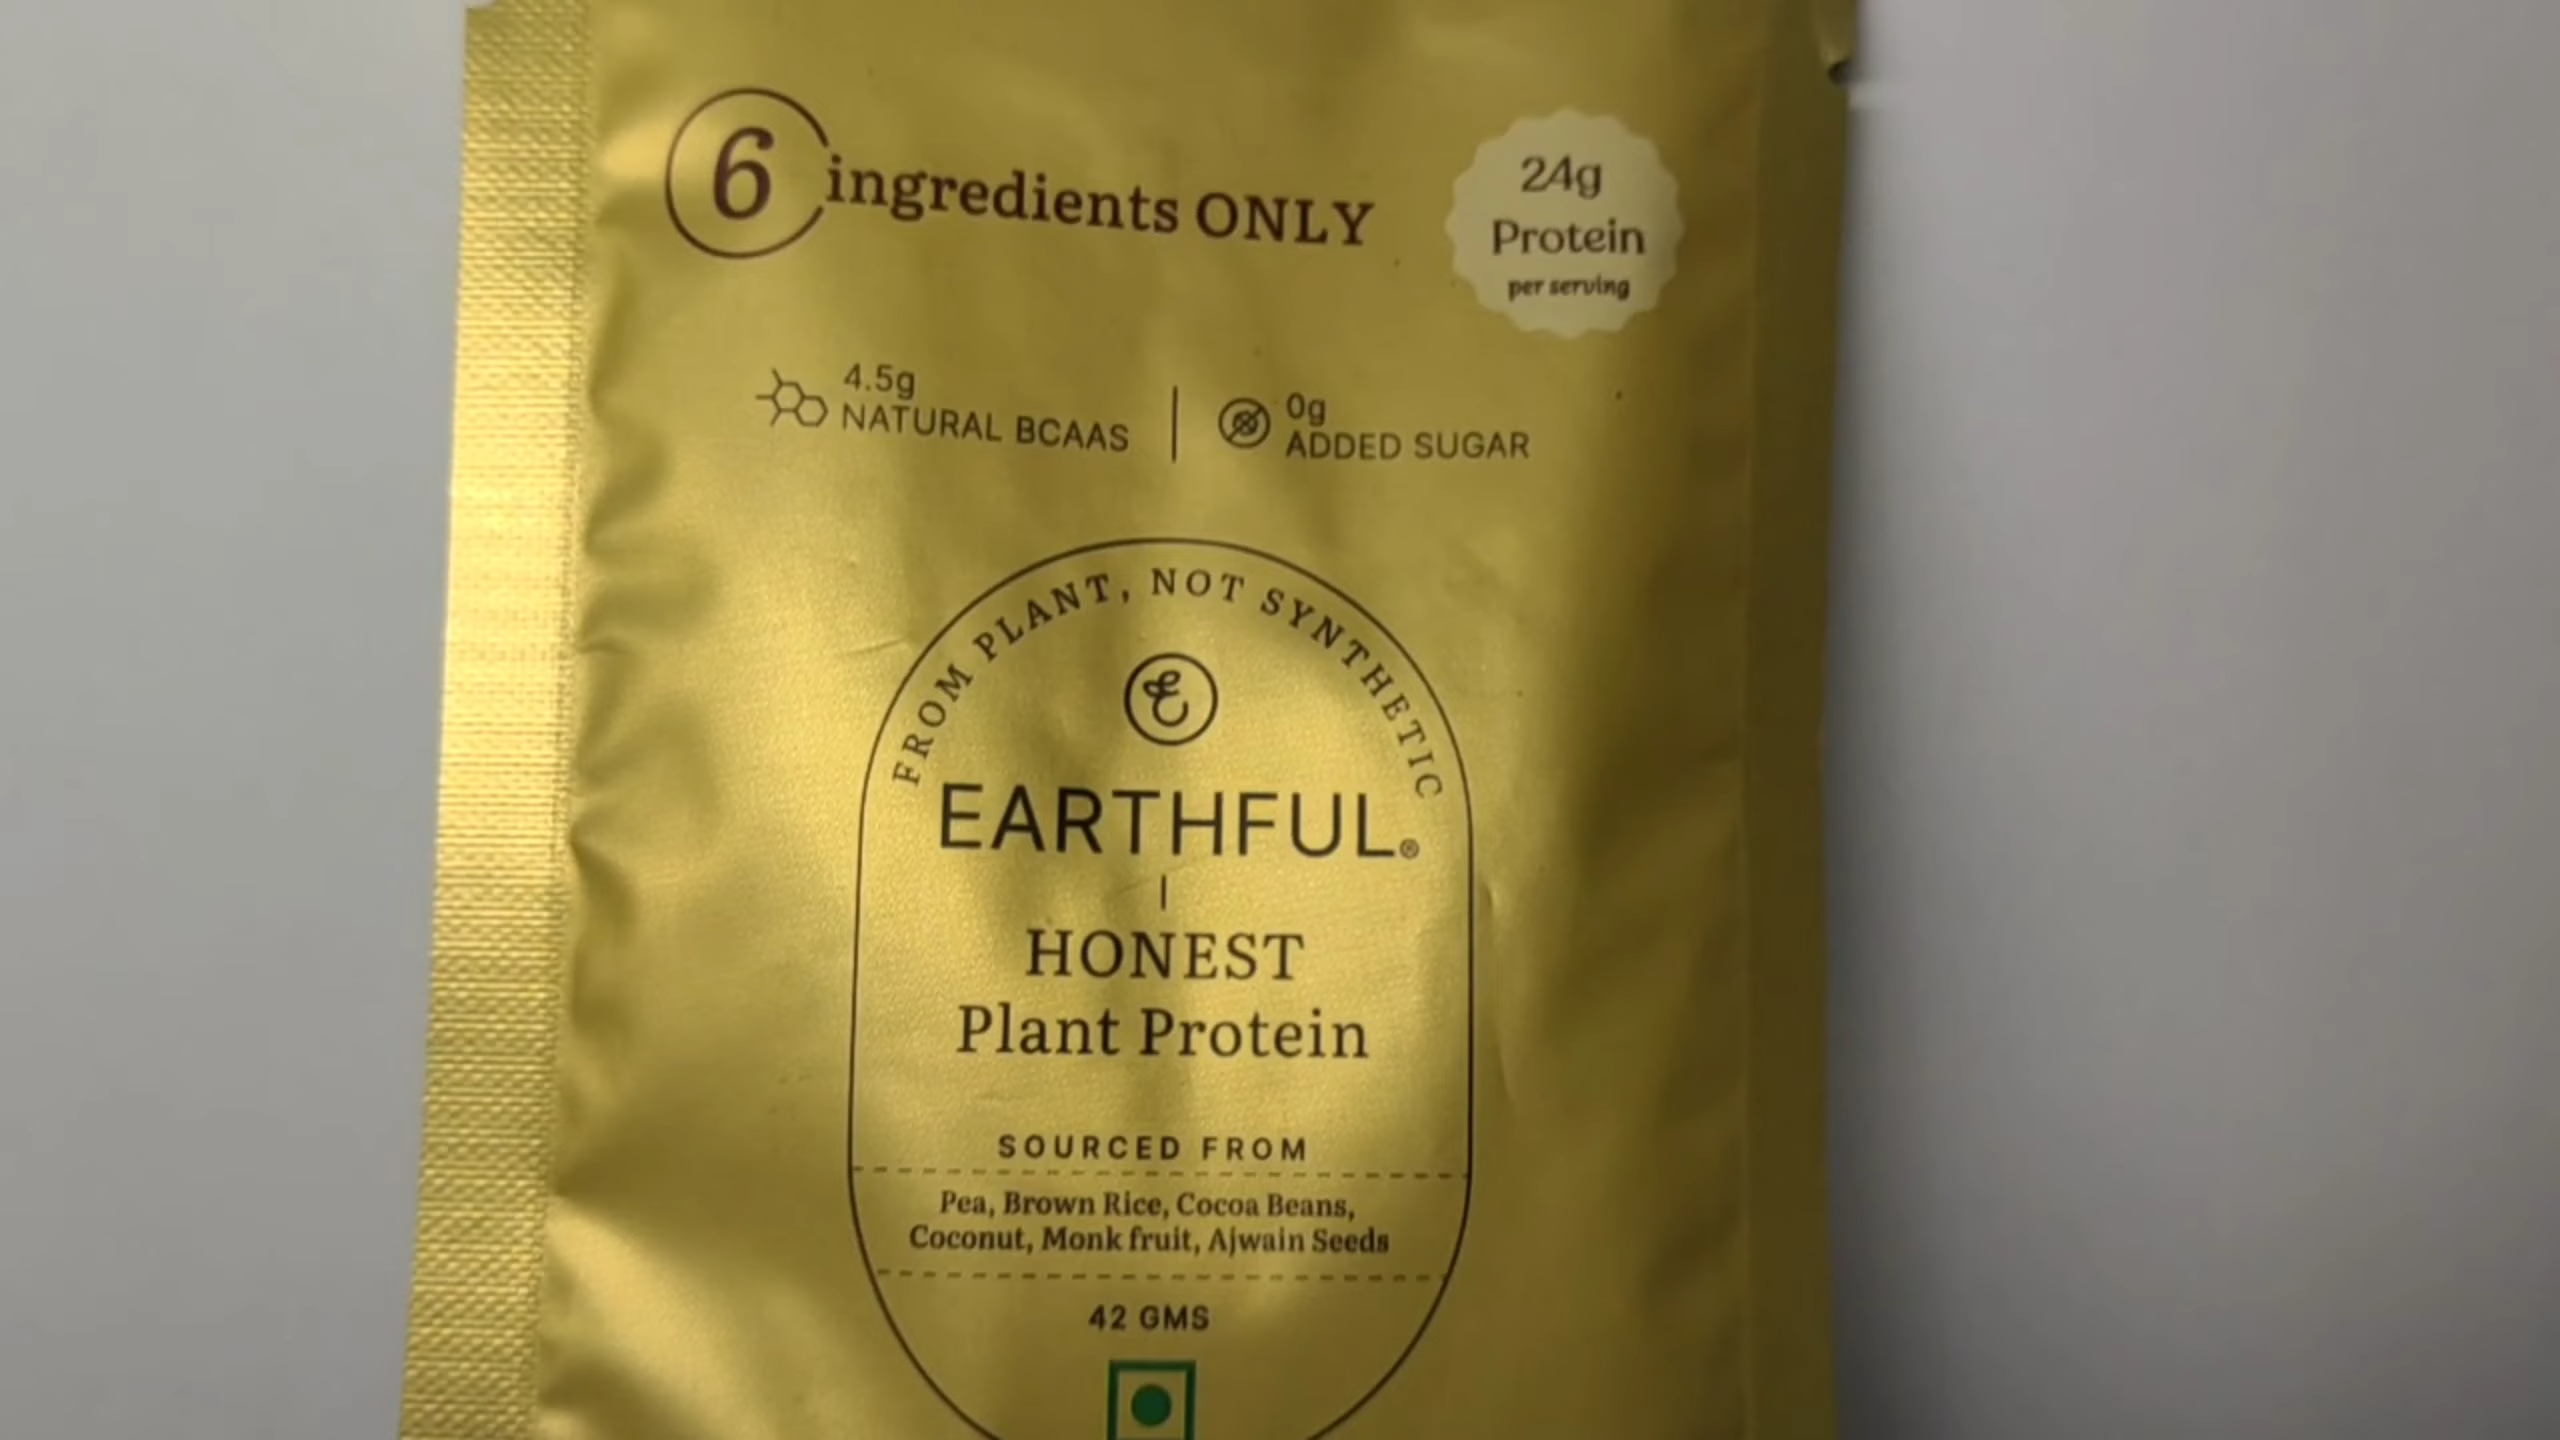 6 ingredients ONLY
24g
Protein
per serving
4.5g
NATURAL BCAAS
0g
ADDED SUGAR
FROM PLANT, NOT SYNTHETIC
EARTHFUL®
HONEST
Plant Protein
SOURCED FROM
Pea, Brown Rice, Cocoa Beans,
Coconut, Monk fruit, Ajwain Seeds
42 GMS